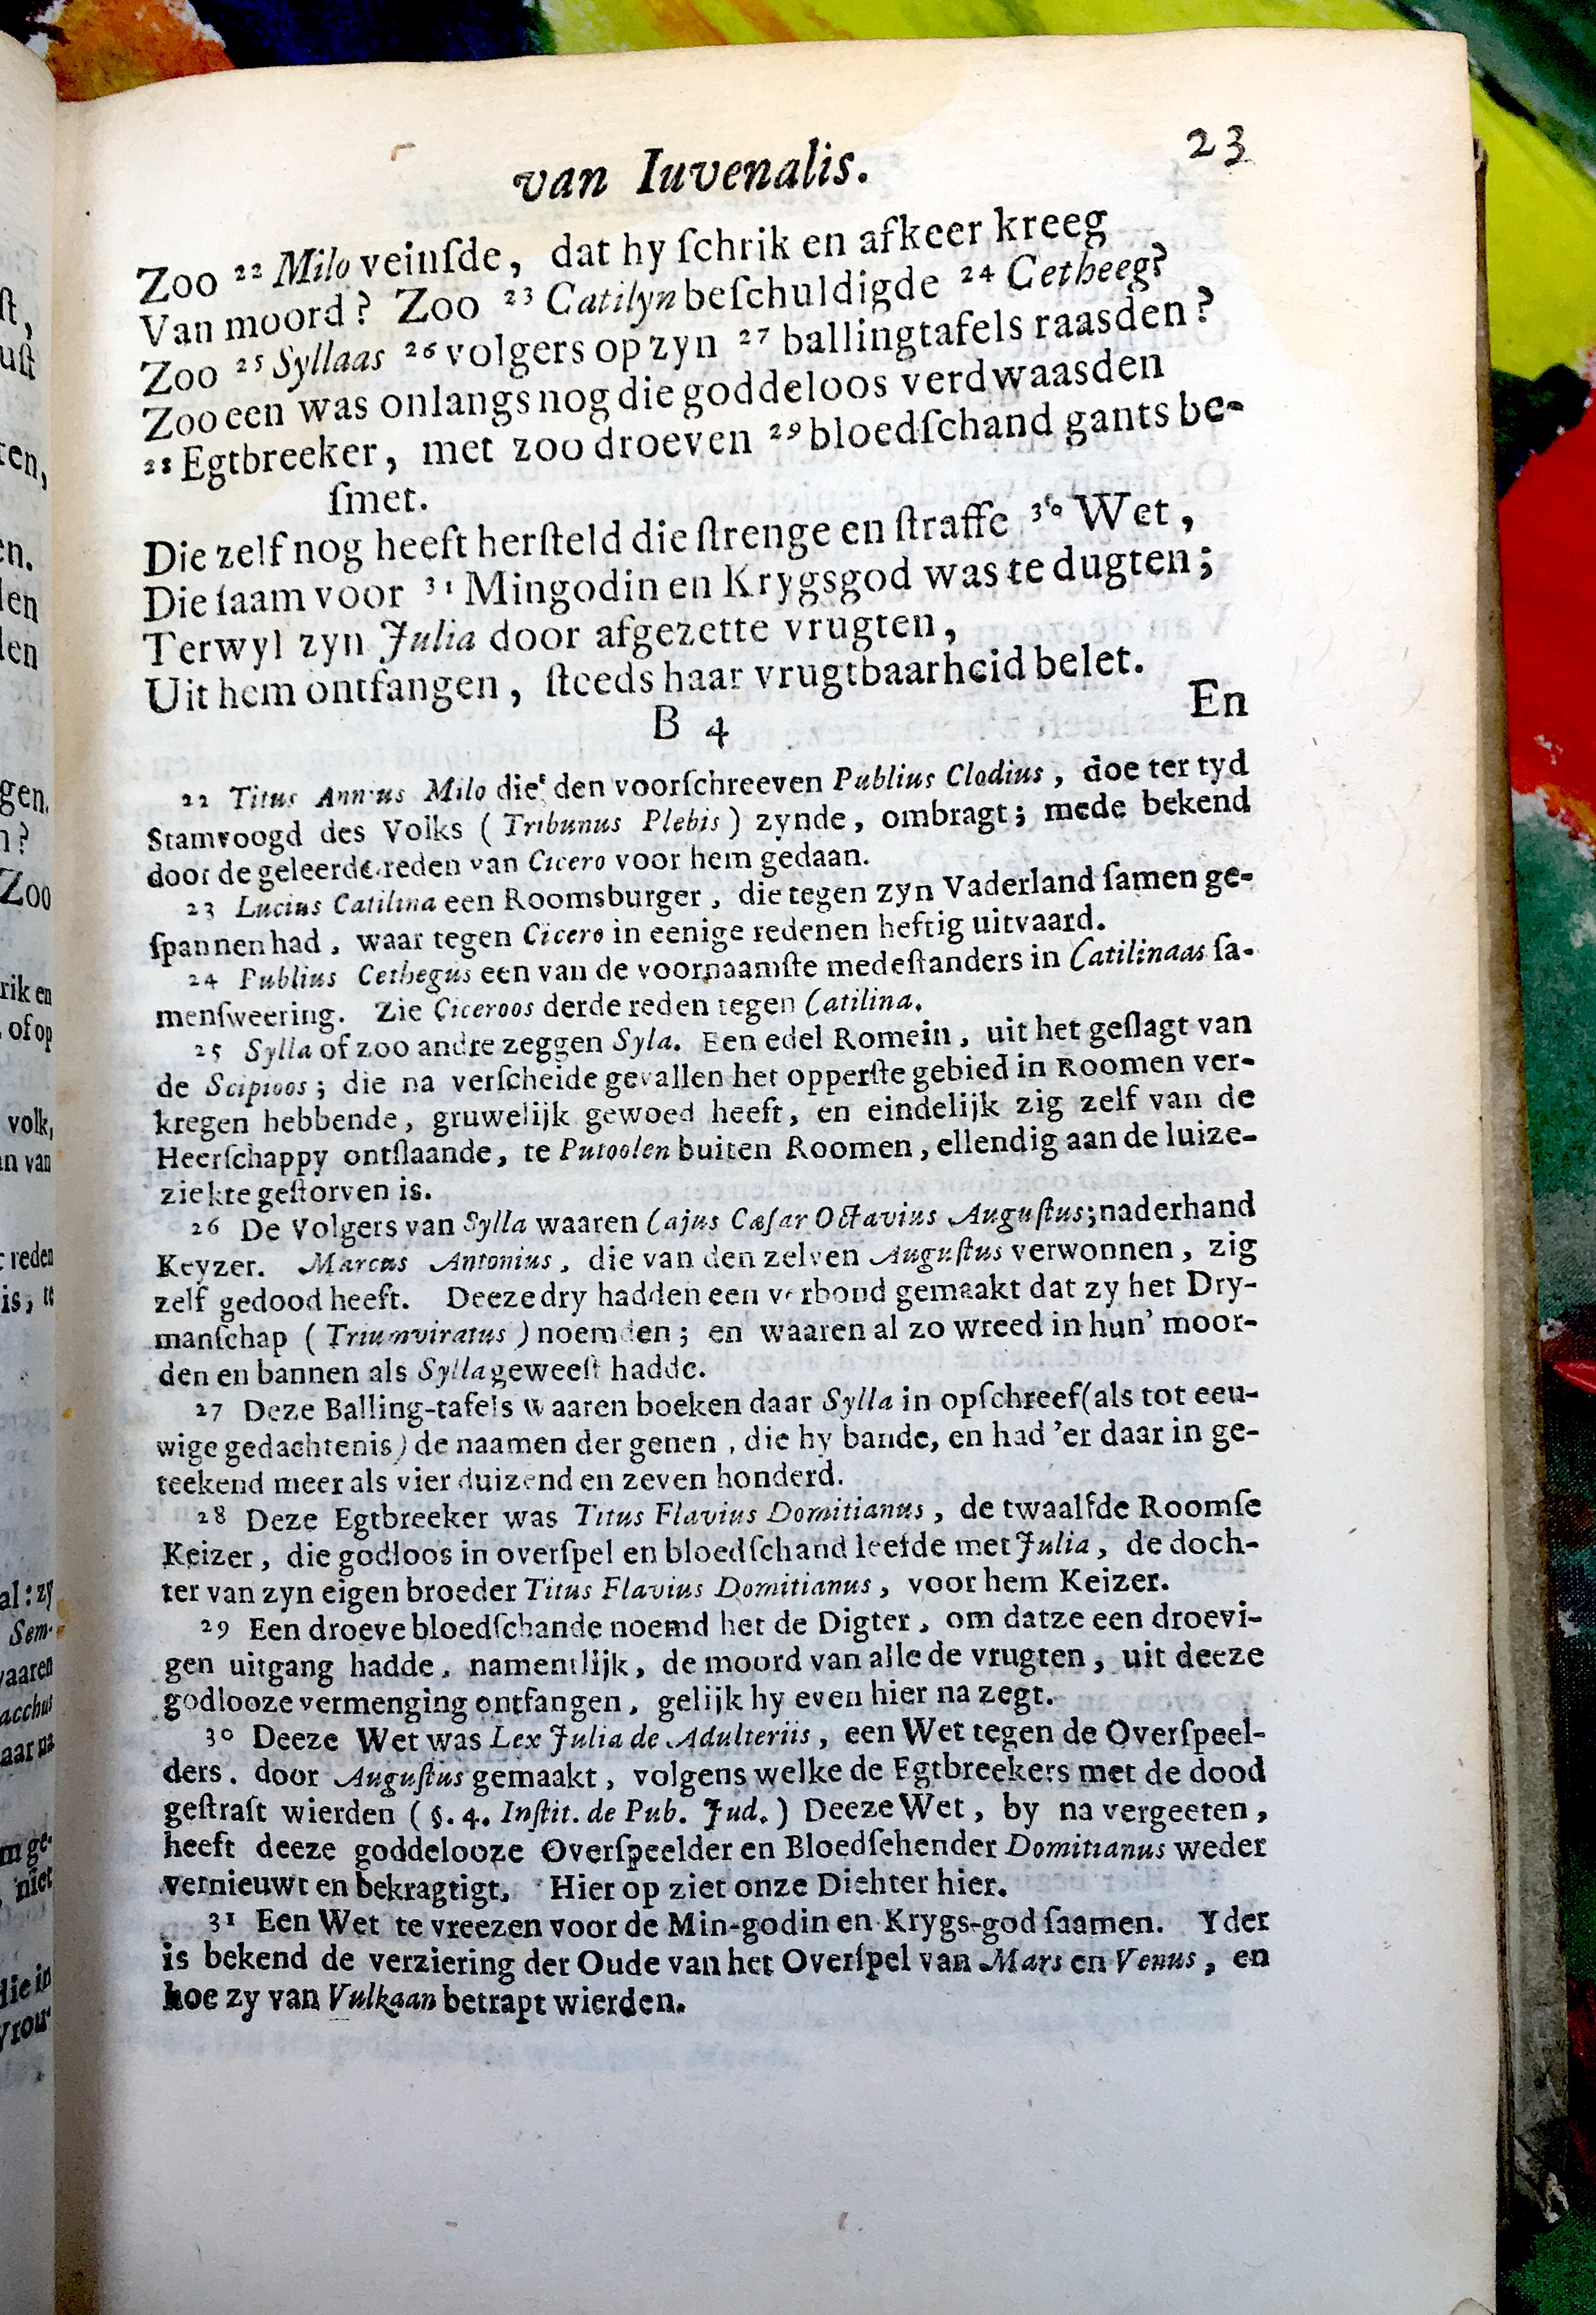 van Iuvenalis. 23
Zoo 22 Milo veinſde, dat hy ſchrik en afkeer kreeg
Van moord? Zoo 23 Catilyn beſchuldigde 24 Cetheeg?
Zoo 25 Syllaas 26 volgers op zyn 27 ballingtafels raasden?
Zoo een was onlangs nog die goddeloos verdwaasden
28 Egtbreeker, met zoo droeven 29 bloedſchand gants be-
ſmet.
Die zelf nog heeft herſteld die ſtrenge en ſtraffe 30 Wet,
Die ſaam voor 31 Mingodin en Krygsgod was te dugten;
Terwyl zyn Julia door afgezette vrugten,
Uit hem ontfangen, ſteeds haar vrugtbaarheid belet.
B 4 En
22 Titus Annius Milo die den voorſchreeven Publius Clodius, doe ter tyd
Stamvoogd des Volks (Tribunus Plebis) zynde, ombragt; mede bekend
door de geleerde reden van Cicero voor hem gedaan.
23 Lucius Catilina een Roomsburger, die tegen zyn Vaderland ſamen ge-
ſpannen had, waar tegen Cicero in eenige redenen heftig uitvaard.
24 Publius Cethegus een van de voornaamſte medeſtanders in Catilinaas ſa-
menſweering. Zie Ciceroos derde reden tegen Catilina.
25 Sylla of zoo andre zeggen Syla. Een edel Romein, uit het geſlagt van
de Scipioos; die na verſcheide gevallen het opperſte gebied in Roomen ver-
kregen hebbende, gruwelijk gewoed heeft, en eindelijk zig zelf van de
Heerſchappy ontſlaande, te Putoolen buiten Roomen, ellendig aan de luize-
ziekte geſtorven is.
26 De Volgers van Sylla waaren Cajus Cæſar Octavius Auguſtus; naderhand
Keyzer. Marcus Antonius, die van den zelven Auguſtus verwonnen, zig
zelf gedood heeft. Deeze dry hadden een verbond gemaakt dat zy het Dry-
manſchap (Triumviratus) noemden; en waaren al zo wreed in hun' moor-
den en bannen als Sylla geweeſt hadde.
27 Deze Balling-tafels waaren boeken daar Sylla in opſchreef (als tot eeu-
wige gedachtenis) de naamen der genen, die hy bande, en had 'er daar in ge-
teekend meer als vier duizend en zeven honderd.
28 Deze Egtbreeker was Titus Flavius Domitianus, de twaalfde Roomſe
Keizer, die godloos in overſpel en bloedſchand leefde met Julia, de doch-
ter van zyn eigen broeder Titus Flavius Domitianus, voor hem Keizer.
29 Een droeve bloedſchande noemd het de Digter, om datze een droevi-
gen uitgang hadde, namentlijk, de moord van alle de vrugten, uit deeze
godlooze vermenging ontfangen, gelijk hy even hier na zegt.
30 Deeze Wet was Lex Julia de Adulteriis, een Wet tegen de Overſpeel-
ders. door Auguſtus gemaakt, volgens welke de Egtbreekers met de dood
geſtraft wierden (§. 4. Inſtit. de Pub. Jud.) Deeze Wet, by na vergeeten,
heeft deeze goddelooze Overſpeelder en Bloedſchender Domitianus weder
vernieuwt en bekragtigt. Hier op ziet onze Dichter hier.
31 Een Wet te vreezen voor de Min-godin en Krygs-god ſaamen. Yder
is bekend de verziering der Oude van het Overſpel van Mars en Venus, en
hoe zy van Vulkaan betrapt wierden.